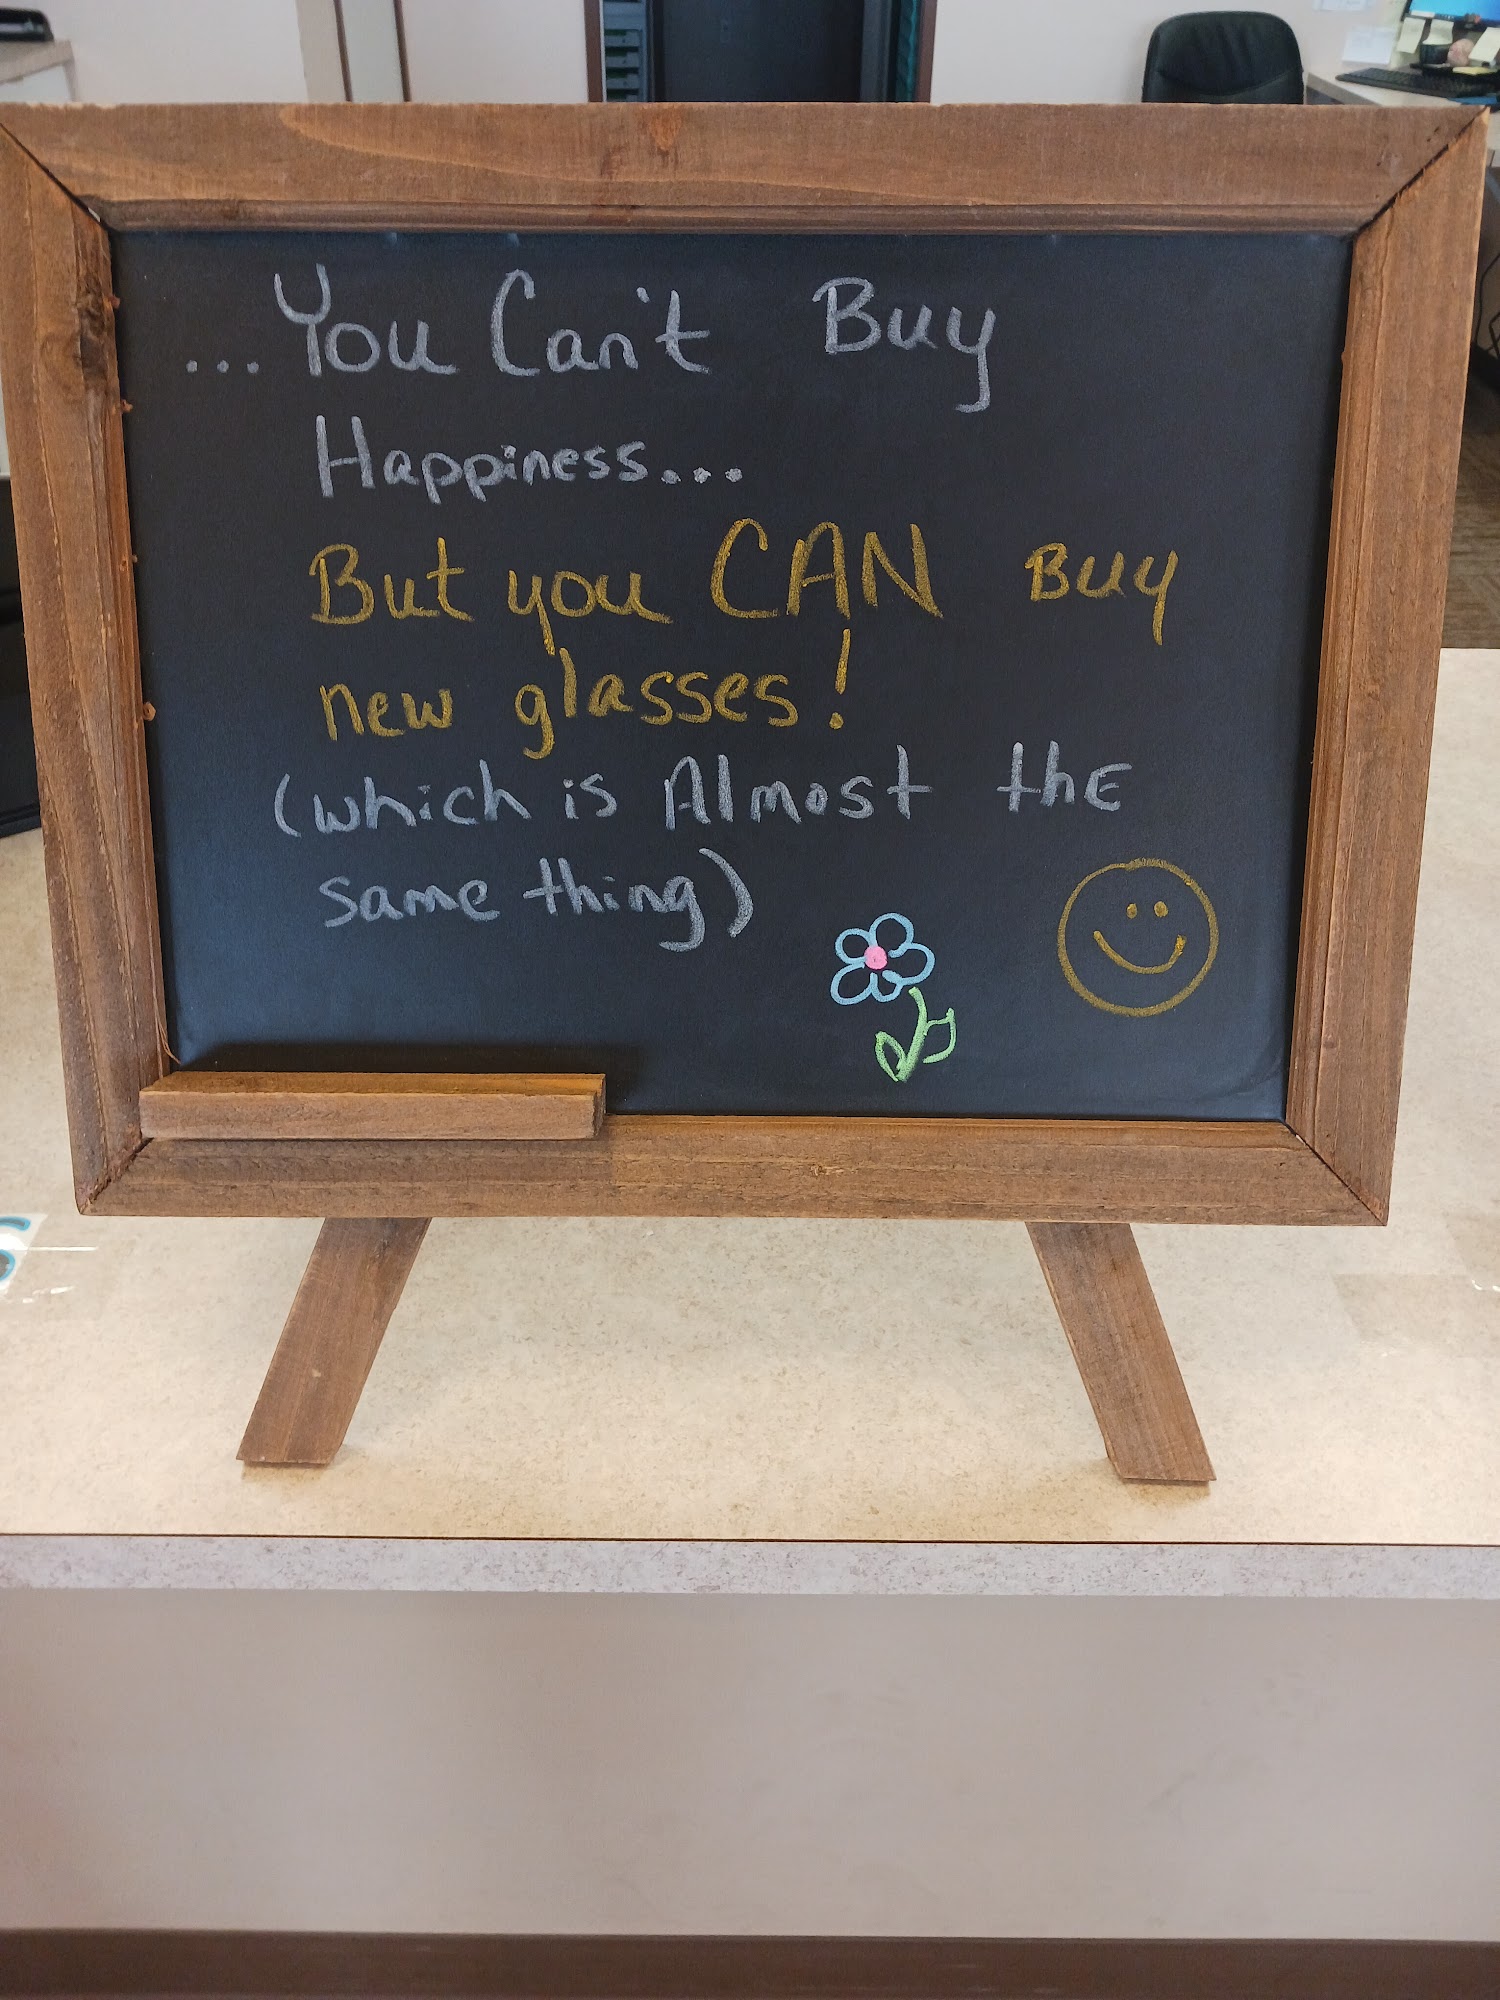 ...You Can't Buy
Happiness...
But you CAN Buy
new glasses!
(which is Almost the
same thing)